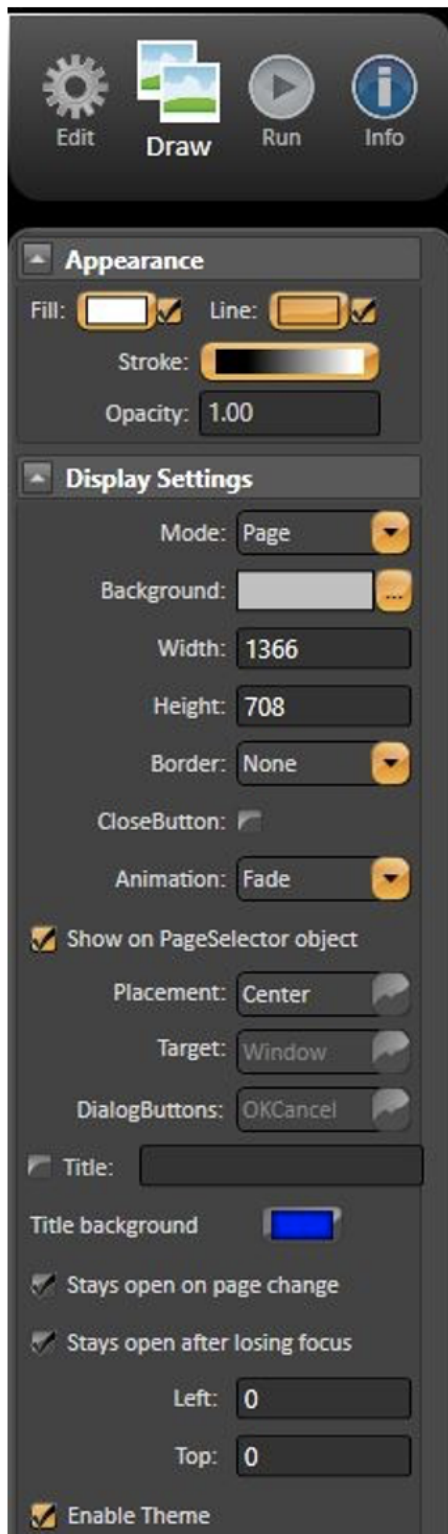 Edit Draw Run Info
Appearance
Fill: Line:
Stroke:
Opacity: 1.00
Display Settings
Mode: Page
Background: ...
Width: 1366
Height: 708
Border: None
CloseButton:
Animation: Fade
Show on PageSelector object
Placement: Center
Target: Window
DialogButtons: OKCancel
Title:
Title background
Stays open on page change
Stays open after losing focus
Left: 0
Top: 0
Enable Theme